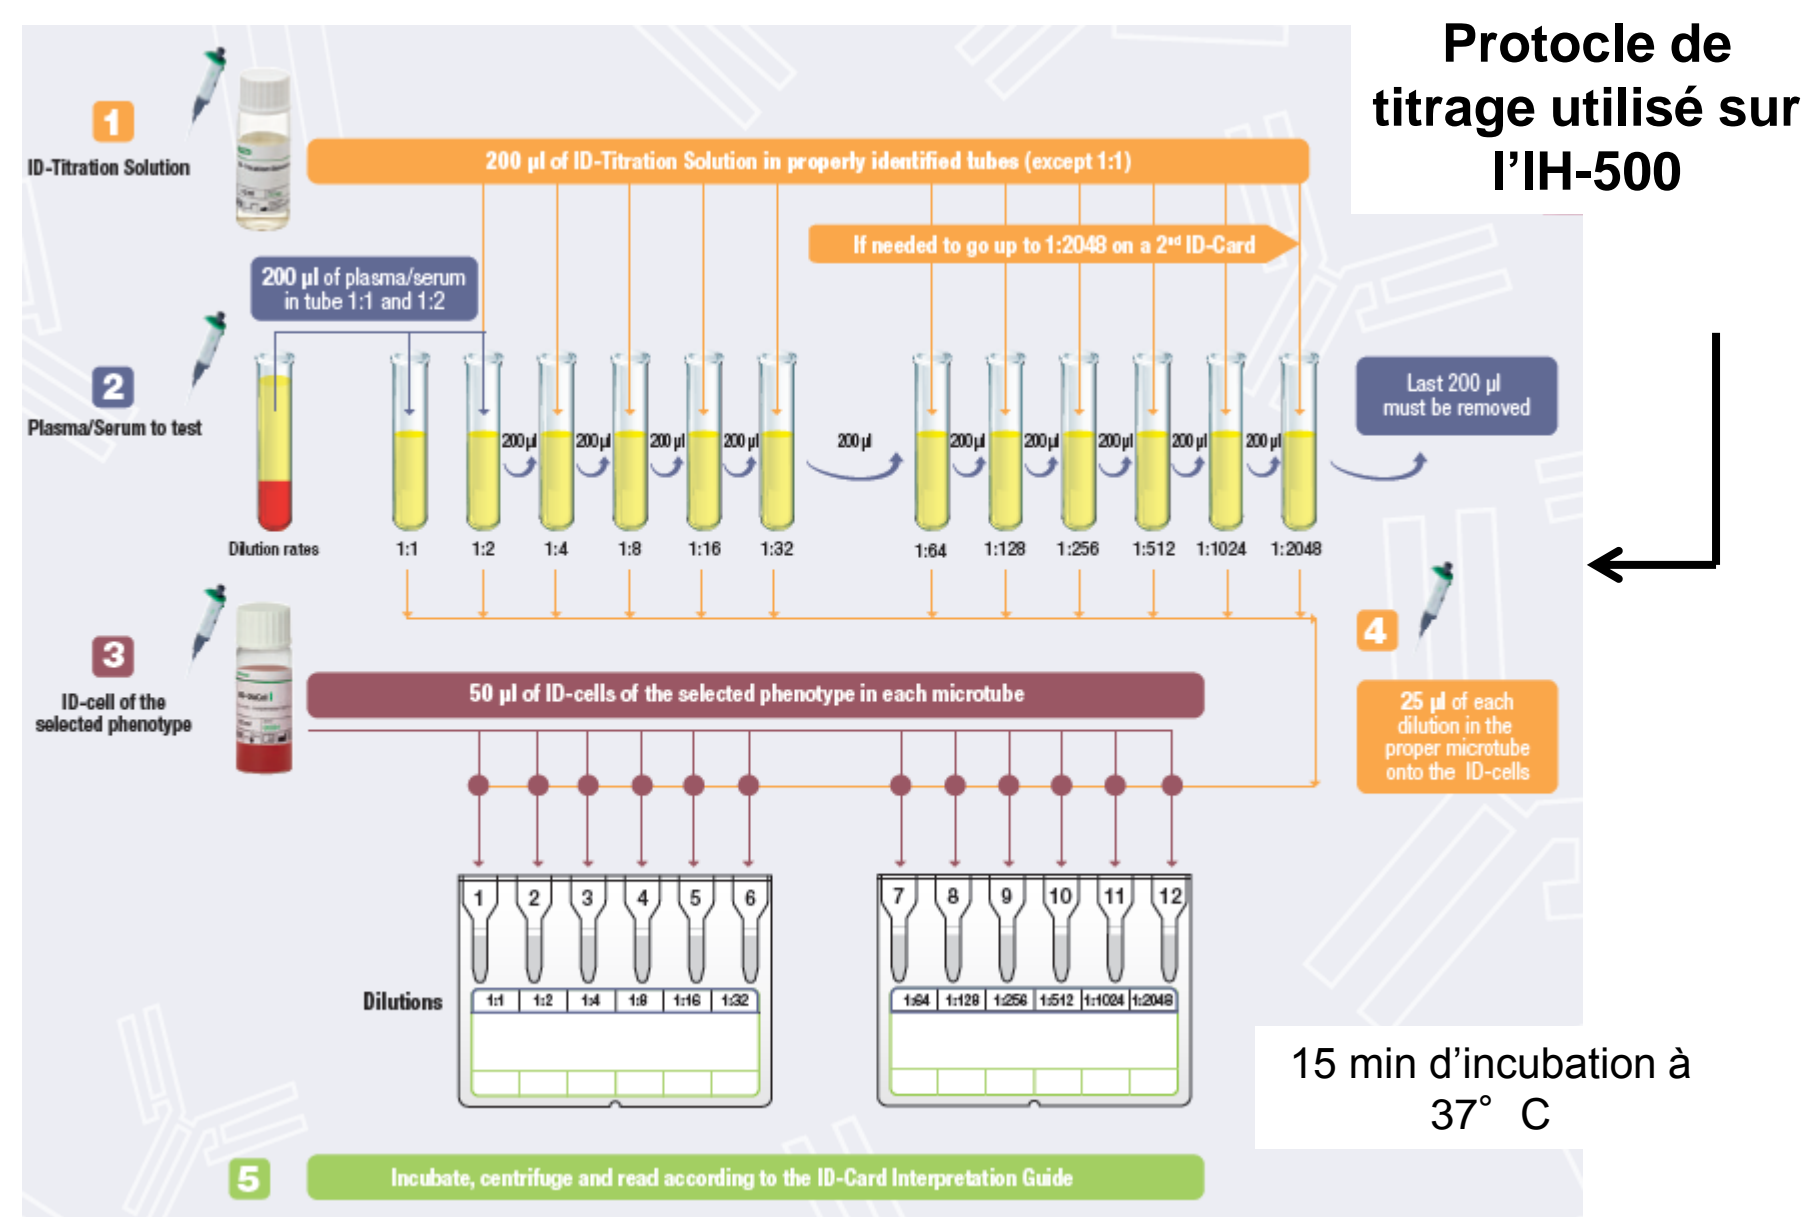 Protocle de
titrage utilisé sur
l'IH-500
1
ID-Titration Solution
200 µl of ID-Titration Solution in properly identified tubes (except 1:1)
If needed to go up to 1:2048 on a 2nd ID-Card
200 µl of plasma/serum
in tube 1:1 and 1:2
2
Plasma/Serum to test
200 µl 200 µl 200 µl 200 µl 200 µl 200 µl 200 µl 200 µl 200 µl 200 µl
Last 200 µl
must be removed
Dilution rates 1:1 1:2 1:4 1:8 1:16 1:32 1:64 1:128 1:256 1:512 1:1024 1:2048
3
ID-cell of the
selected phenotype
50 µl of ID-cells of the selected phenotype in each microtube
4
25 µl of each
dilution in the
proper microtube
onto the ID-cells
1 2 3 4 5 6 7 8 9 10 11 12
Dilutions 1:1 1:2 1:4 1:8 1:16 1:32 1:64 1:128 1:256 1:512 1:1024 1:2048
15 min d'incubation à
37° C
5
Incubate, centrifuge and read according to the ID-Card Interpretation Guide